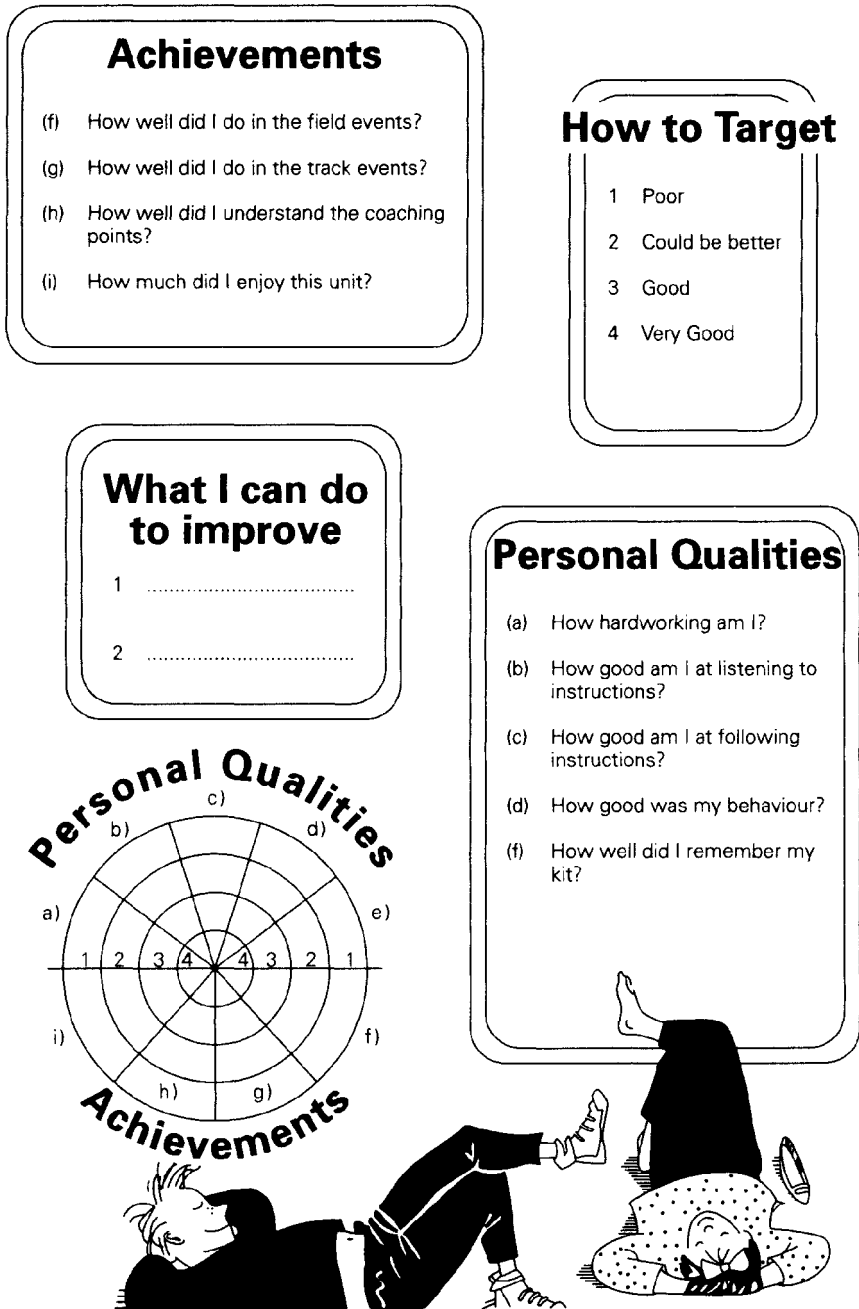 Achievements
(f) How well did I do in the field events?
(g) How well did I do in the track events?
(h) How well did I understand the coaching
points?
(i) How much did I enjoy this unit?
How to Target
1 Poor
2 Could be better
3 Good
4 Very Good
What I can do
to improve
1 ....................................
2 ....................................
Personal Qualities
(a) How hardworking am I?
(b) How good am I at listening to
instructions?
(c) How good am I at following
instructions?
(d) How good was my behaviour?
(f) How well did I remember my
kit?
Personal Qualities
c)
b) d)
a) e)
1 2 3 4 4 3 2 1
i) f)
h) g)
Achievements